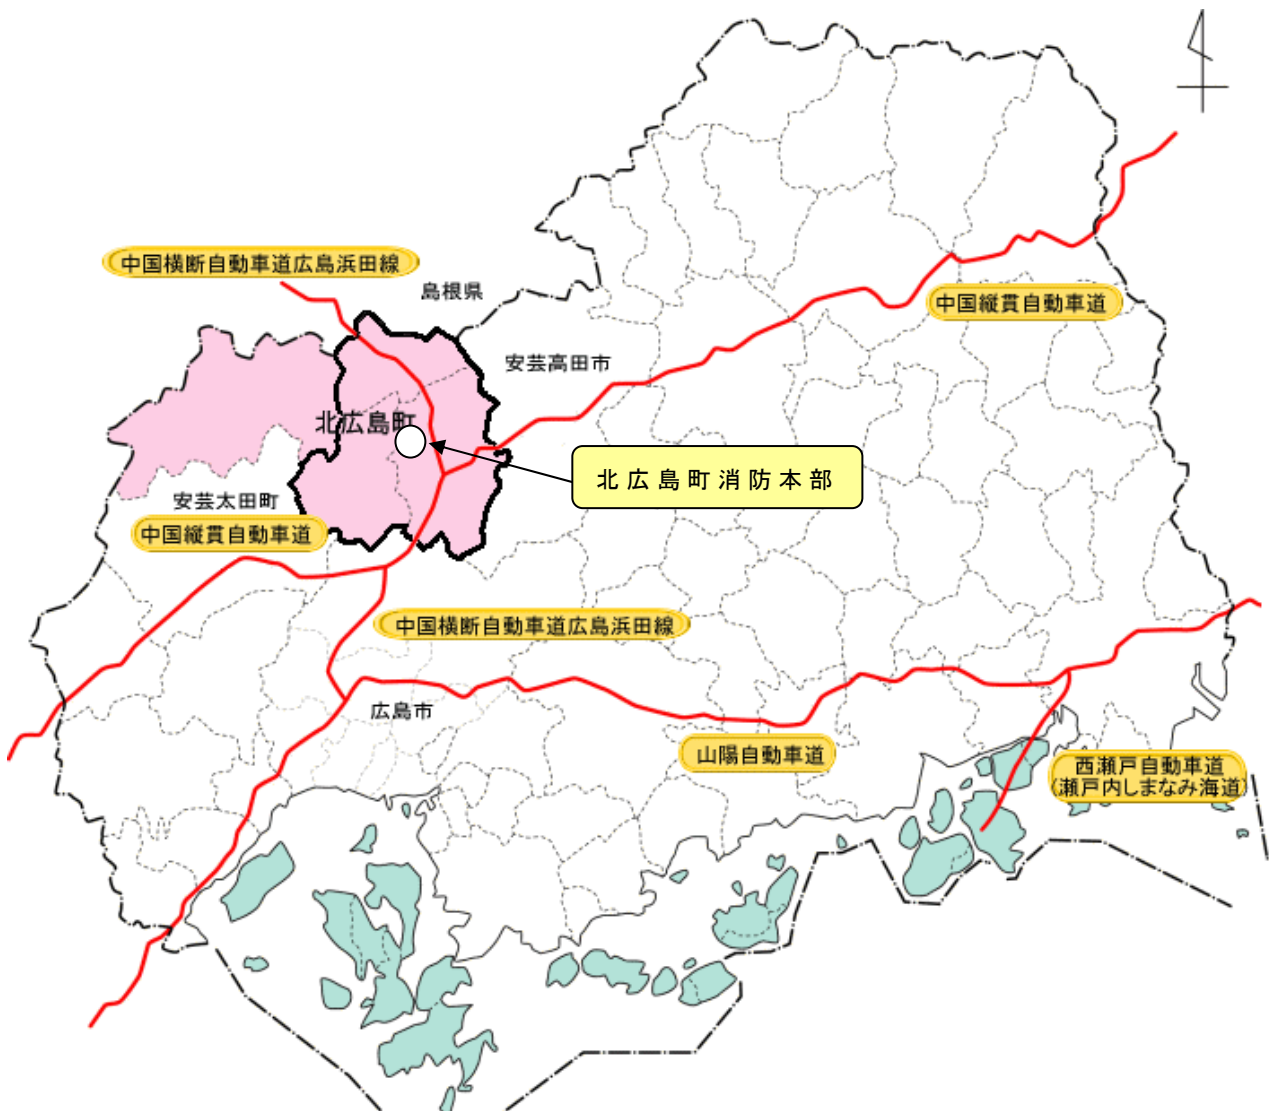 中国横断自動車道広島浜田線
島根県
中国縦貫自動車道
安芸高田市
北広島町
北広島町消防本部
安芸太田町
中国縦貫自動車道
中国横断自動車道広島浜田線
広島市
山陽自動車道
西瀬戸自動車道
(瀬戸内しまなみ海道)